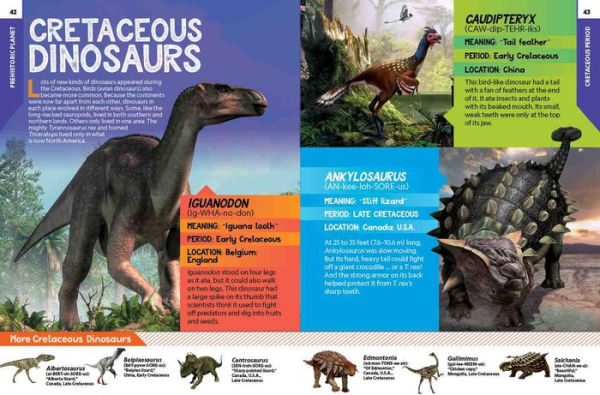 42
PREHISTORIC PLANET
CRETACEOUS
DINOSAURS
Lots of new kinds of dinosaurs appeared during
the Cretaceous. Birds (avian dinosaurs) also
became more common. Because the continents
were now far apart from each other, dinosaurs in
each place evolved in different ways. Some, like the
long-necked sauropods, lived in both southern and
northern lands. Others only lived in one area. The
mighty Tyrannosaurus rex and horned
Triceratops lived only in what
is now North America.
IGUANODON
(ig-WHA-no-don)
MEANING: "Iguana tooth"
PERIOD: Early Cretaceous
LOCATION: Belgium;
England
Iguanodon stood on four legs
as it ate, but it could also walk
on two legs. This dinosaur had
a large spike on its thumb that
scientists think it used to fight
off predators and dig into fruits
and seeds.
CAUDIPTERYX
(CAW-dip-TEHR-iks)
MEANING: "Tail feather"
PERIOD: Early Cretaceous
LOCATION: China
This bird-like dinosaur had a tail
with a fan of feathers at the end
of it. It ate insects and plants
with its beaked mouth. Its small,
weak teeth were only at the top
of its jaw.
43
CRETACEOUS PERIOD
ANKYLOSAURUS
(AN-kee-loh-SORE-us)
MEANING: "Stiff lizard"
PERIOD: LATE CRETACEOUS
LOCATION: Canada; U.S.A.
At 25 to 35 feet (7.6–10.6 m) long,
Ankylosaurus was slow moving.
But its hard, heavy tail could fight
off a giant crocodile ... or a T. rex!
And the strong armor on its back
helped protect it from T. rex's
sharp teeth.
More Cretaceous Dinosaurs
Albertosaurus
(al-BERT-oh-SORE-us):
"Alberta lizard,"
Canada, Late Cretaceous
Beipiaosaurus
"Beipiao lizard,"
China, Early Cretaceous
Centrosaurus
(SEN-troh-SORE-us):
"Sharp pointed lizard,"
Canada, U.S.A.,
Late Cretaceous
Edmontonia
(ed-mon-TONE-ee-ah):
"Of Edmonton,"
Canada, U.S.A.,
Late Cretaceous
Gallimimus
"Chicken copy,"
Mongolia, Late Cretaceous
Saichania
"Beautiful,"
Mongolia,
Late Cretaceous